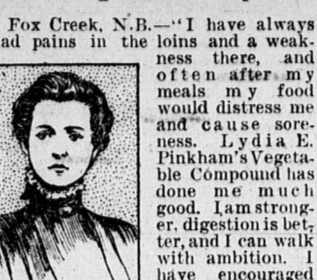 Fox Creek, N.B.—"I have always
ad pains in the loins and a weak-
ness there, and
often after my
meals my food
would distress me
and cause sore-
ness. Lydia E.
Pinkham's Vegeta-
ble Compound has
done me much
good. I am strong-
er, digestion is bet-
ter, and I can walk
with ambition. I
have encouraged